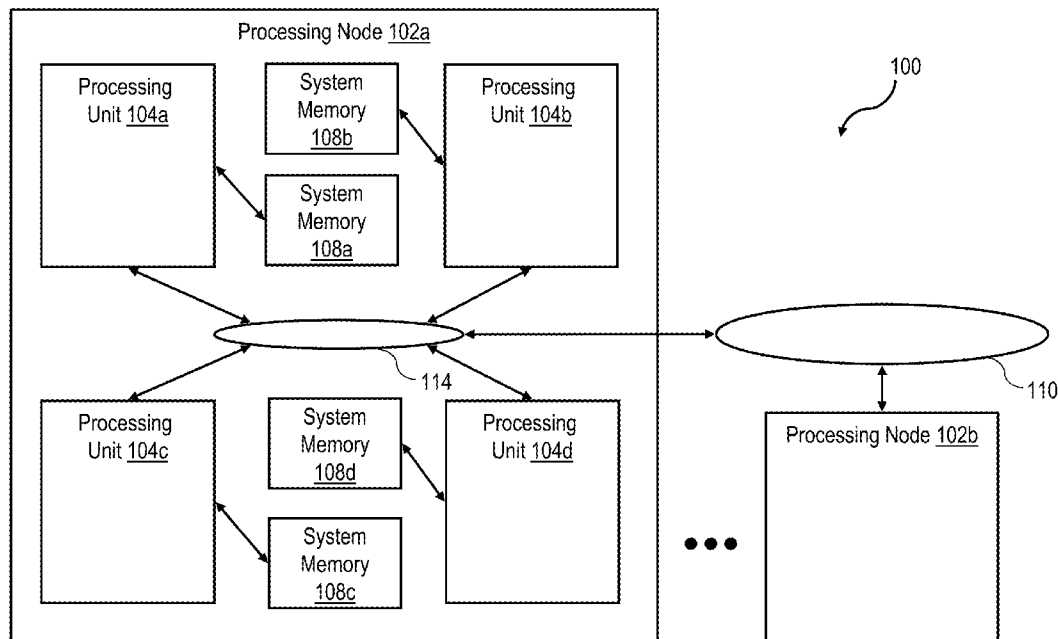 Processing Node 102a
Processing
Unit 104a
System
Memory
108b
Processing
Unit 104b
100
System
Memory
108a
114
110
Processing
Unit 104c
System
Memory
108d
Processing
Unit 104d
Processing Node 102b
System
Memory
108c